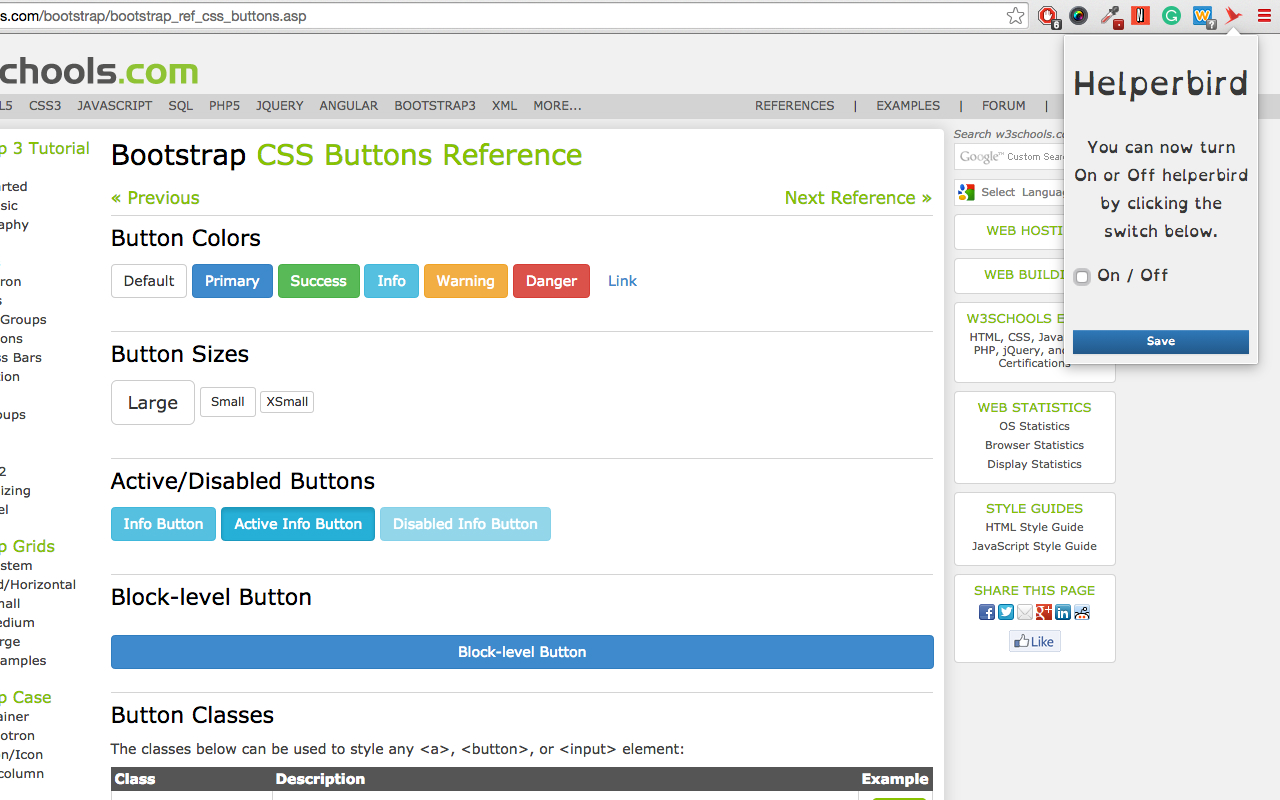 s.com/bootstrap/bootstrap_ref_css_buttons.asp
6
?
chools.com
L5 CSS3 JAVASCRIPT SQL PHP5 JQUERY ANGULAR BOOTSTRAP3 XML MORE... REFERENCES | EXAMPLES | FORUM |
p 3 Tutorial
arted
sic
aphy
ron
s
Groups
ons
ss Bars
tion
oups
2
izing
el
p Grids
stem
d/Horizontal
mall
edium
rge
amples
p Case
ainer
otron
n/Icon
column
Bootstrap CSS Buttons Reference
« Previous
Next Reference »
Button Colors
Default Primary Success Info Warning Danger Link
Button Sizes
Large Small XSmall
Active/Disabled Buttons
Info Button Active Info Button Disabled Info Button
Block-level Button
Block-level Button
Button Classes
The classes below can be used to style any <a>, <button>, or <input> element:
Class Description Example
Search w3schools.co
Google™ Custom Sear
Select Langua
WEB HOSTI
WEB BUILDI
W3SCHOOLS E
HTML, CSS, Java
PHP, jQuery, and
Certifications
WEB STATISTICS
OS Statistics
Browser Statistics
Display Statistics
STYLE GUIDES
HTML Style Guide
JavaScript Style Guide
SHARE THIS PAGE
Like
Helperbird
You can now turn
On or Off helperbird
by clicking the
switch below.
On / Off
Save